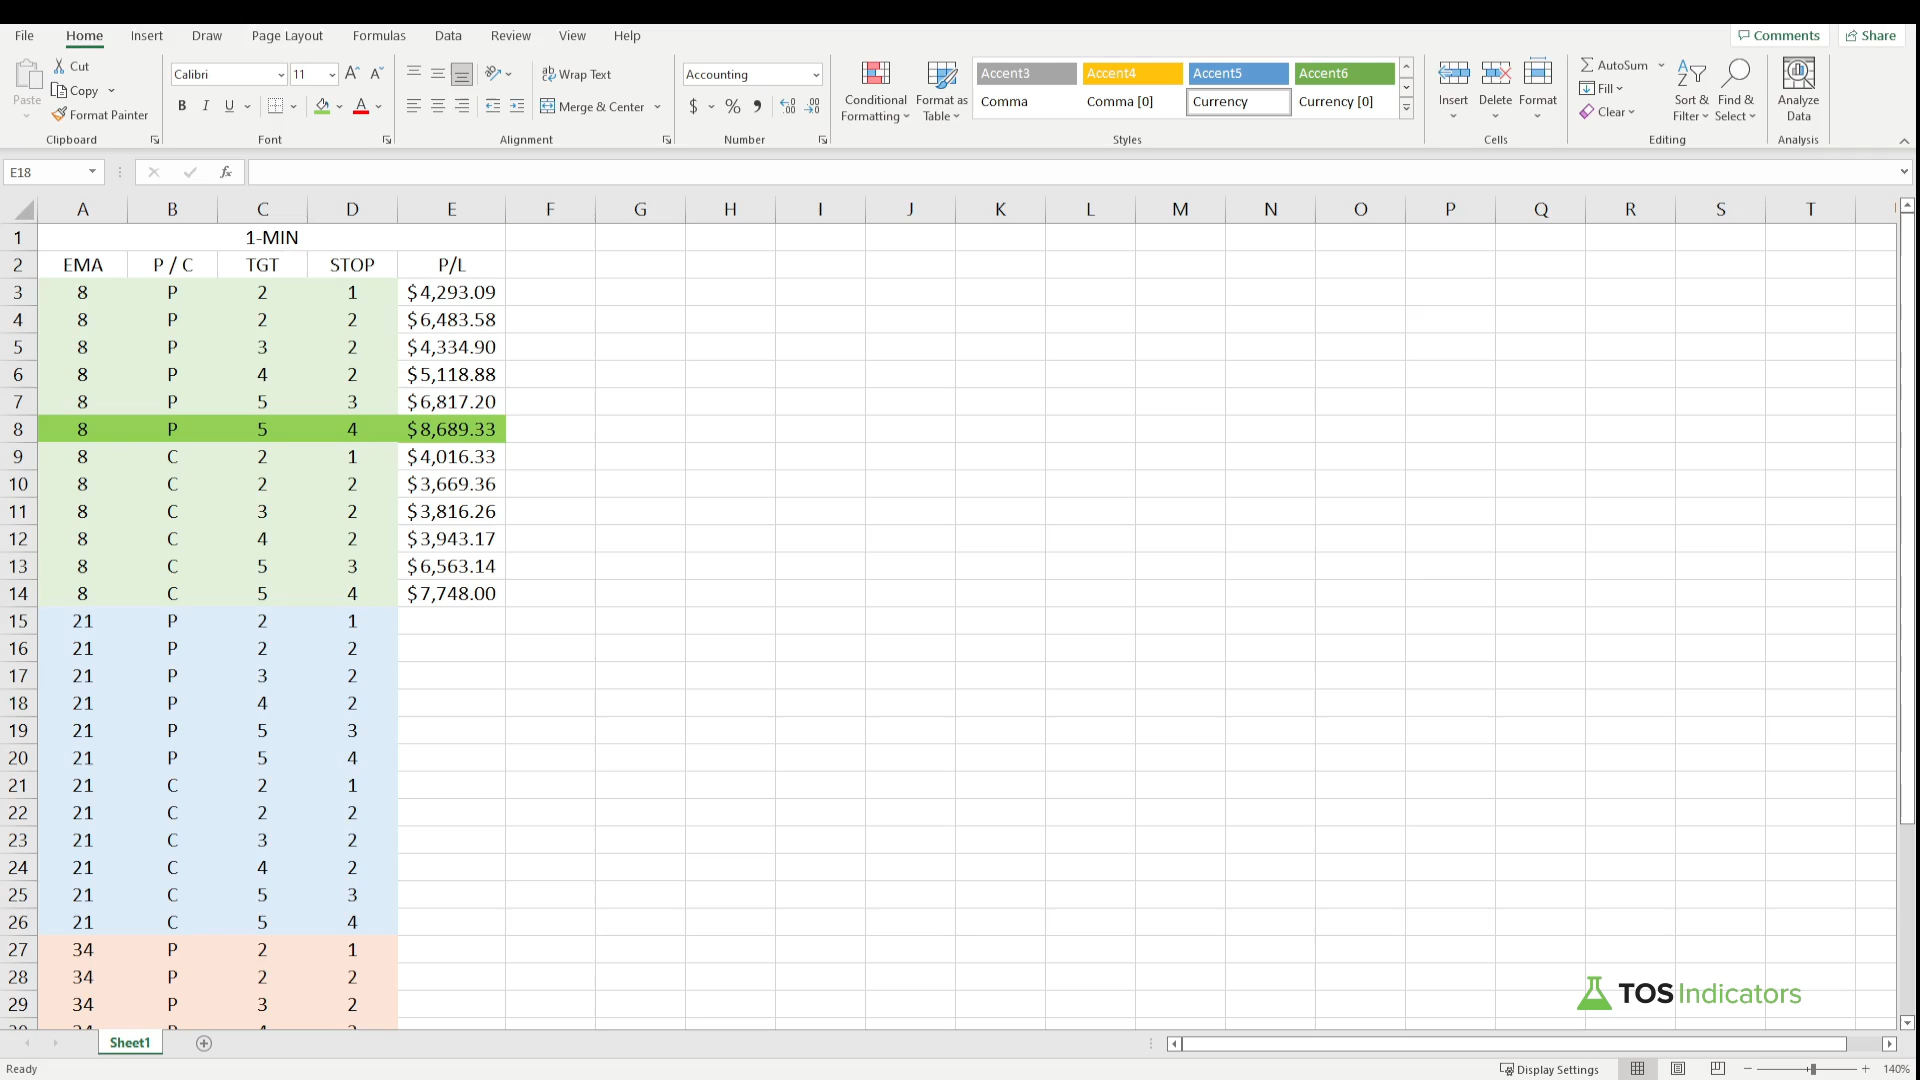 File Home Insert Draw Page Layout Formulas Data Review View Help Comments Share
Cut
Copy
Paste
Format Painter
Clipboard
Calibri 11
B I U A
Font
Wrap Text
Merge & Center
Alignment
Accounting
$ % 9
Number
Conditional Formatting
Format as Table
Accent3 Accent4 Accent5 Accent6
Comma Comma [0] Currency Currency [0]
Styles
Insert Delete Format
Cells
AutoSum
Fill
Clear
Sort & Filter
Find & Select
Editing
Analyze Data
Analysis
E18 fx
A B C D E F G H I J K L M N O P Q R S T
1 1-MIN
2 EMA P / C TGT STOP P/L
3 8 P 2 1 $4,293.09
4 8 P 2 2 $6,483.58
5 8 P 3 2 $4,334.90
6 8 P 4 2 $5,118.88
7 8 P 5 3 $6,817.20
8 8 P 5 4 $8,689.33
9 8 C 2 1 $4,016.33
10 8 C 2 2 $3,669.36
11 8 C 3 2 $3,816.26
12 8 C 4 2 $3,943.17
13 8 C 5 3 $6,563.14
14 8 C 5 4 $7,748.00
15 21 P 2 1
16 21 P 2 2
17 21 P 3 2
18 21 P 4 2
19 21 P 5 3
20 21 P 5 4
21 21 C 2 1
22 21 C 2 2
23 21 C 3 2
24 21 C 4 2
25 21 C 5 3
26 21 C 5 4
27 34 P 2 1
28 34 P 2 2
29 34 P 3 2
TOS Indicators
Sheet1
Ready Display Settings 140%